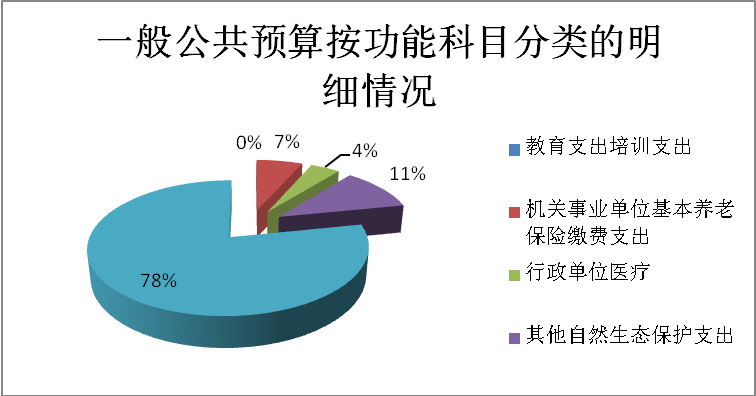 一般公共预算按功能科目分类的明
细情况
0%
7%
4%
11%
78%
教育支出培训支出
机关事业单位基本养老
保险缴费支出
行政单位医疗
其他自然生态保护支出